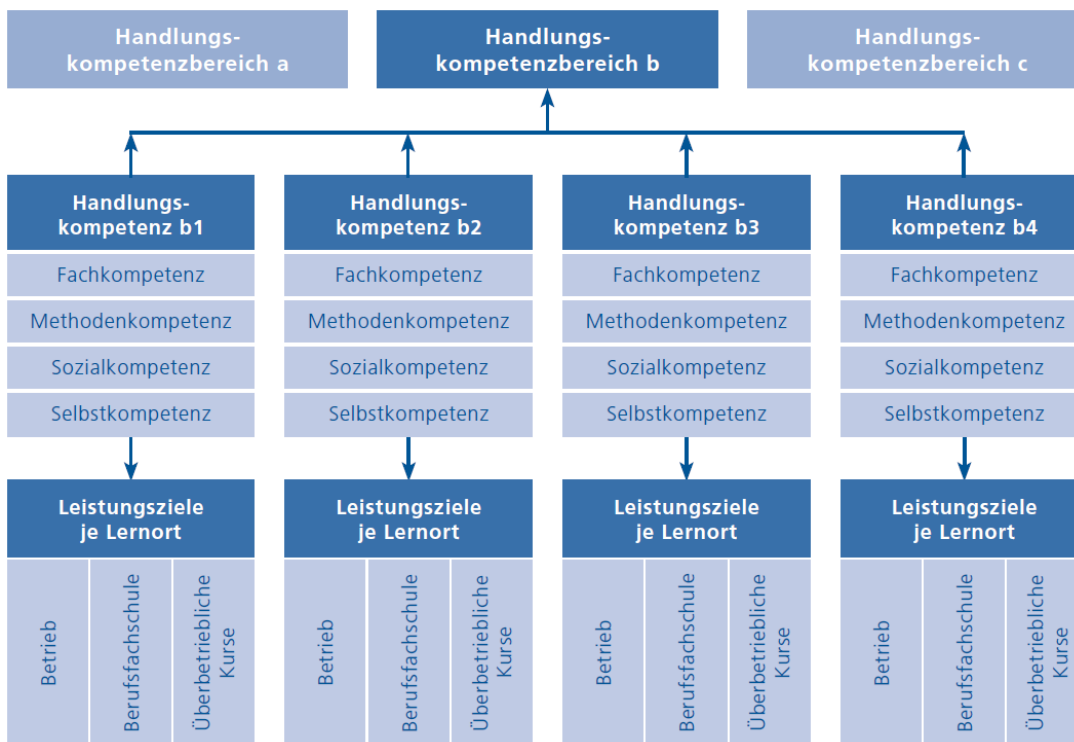 Handlungs-
kompetenzbereich a
Handlungs-
kompetenzbereich b
Handlungs-
kompetenzbereich c
Handlungs-
kompetenz b1
Handlungs-
kompetenz b2
Handlungs-
kompetenz b3
Handlungs-
kompetenz b4
Fachkompetenz
Fachkompetenz
Fachkompetenz
Fachkompetenz
Methodenkompetenz
Methodenkompetenz
Methodenkompetenz
Methodenkompetenz
Sozialkompetenz
Sozialkompetenz
Sozialkompetenz
Sozialkompetenz
Selbstkompetenz
Selbstkompetenz
Selbstkompetenz
Selbstkompetenz
Leistungsziele
je Lernort
Leistungsziele
je Lernort
Leistungsziele
je Lernort
Leistungsziele
je Lernort
Betrieb
Berufsfachschule
Überbetriebliche
Kurse
Betrieb
Berufsfachschule
Überbetriebliche
Kurse
Betrieb
Berufsfachschule
Überbetriebliche
Kurse
Betrieb
Berufsfachschule
Überbetriebliche
Kurse